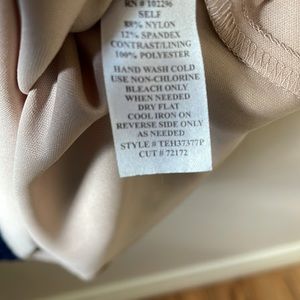 RN # 102296
SELF
88% NYLON
12% SPANDEX
CONTRAST/LINING
100% POLYESTER
HAND WASH COLD
USE NON-CHLORINE
BLEACH ONLY
WHEN NEEDED
DRY FLAT
COOL IRON ON
REVERSE SIDE ONLY
AS NEEDED
STYLE # TEH37377P
CUT # 72172